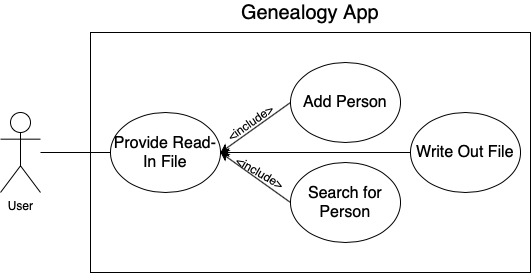 Genealogy App
Add Person
<include>
Provide Read-
In File
Write Out File
<include>
Search for
Person
User